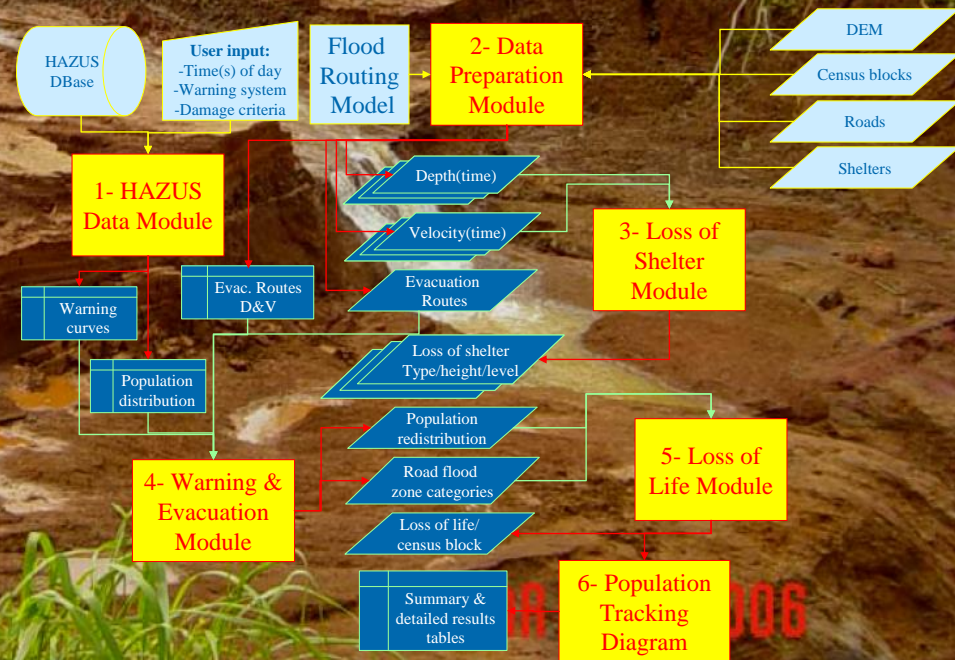 HAZUS
DBase
User input:
-Time(s) of day
-Warning system
-Damage criteria
Flood
Routing
Model
2- Data
Preparation
Module
DEM
Census blocks
Roads
Shelters
1- HAZUS
Data Module
Depth(time)
Velocity(time)
3- Loss of
Shelter
Module
Warning
curves
Evac. Routes
D&V
Evacuation
Routes
Population
distribution
Loss of shelter
Type/height/level
4- Warning &
Evacuation
Module
Population
redistribution
Road flood
zone categories
Loss of life/
census block
5- Loss of
Life Module
Summary &
detailed results
tables
6- Population
Tracking
Diagram
006